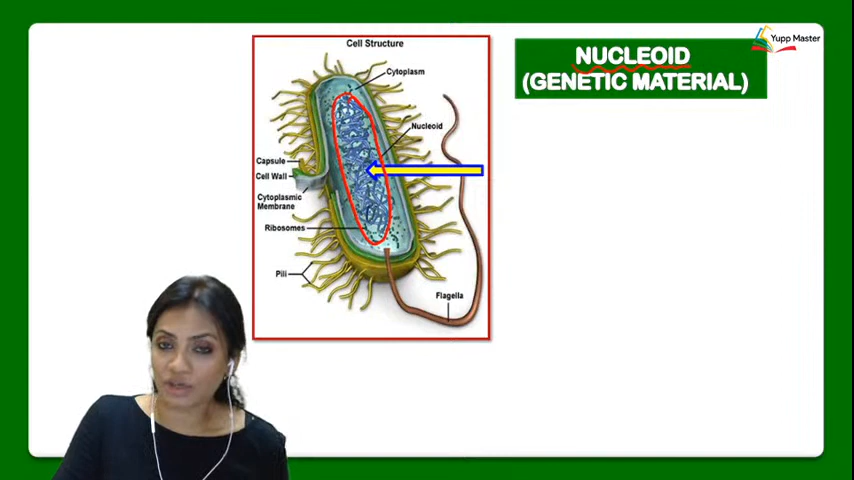 Yupp Master
Cell Structure
NUCLEOID
(GENETIC MATERIAL)
Cytoplasm
Nucleoid
Capsule
Cell Wall
Cytoplasmic
Membrane
Ribosomes
Pili
Flagella